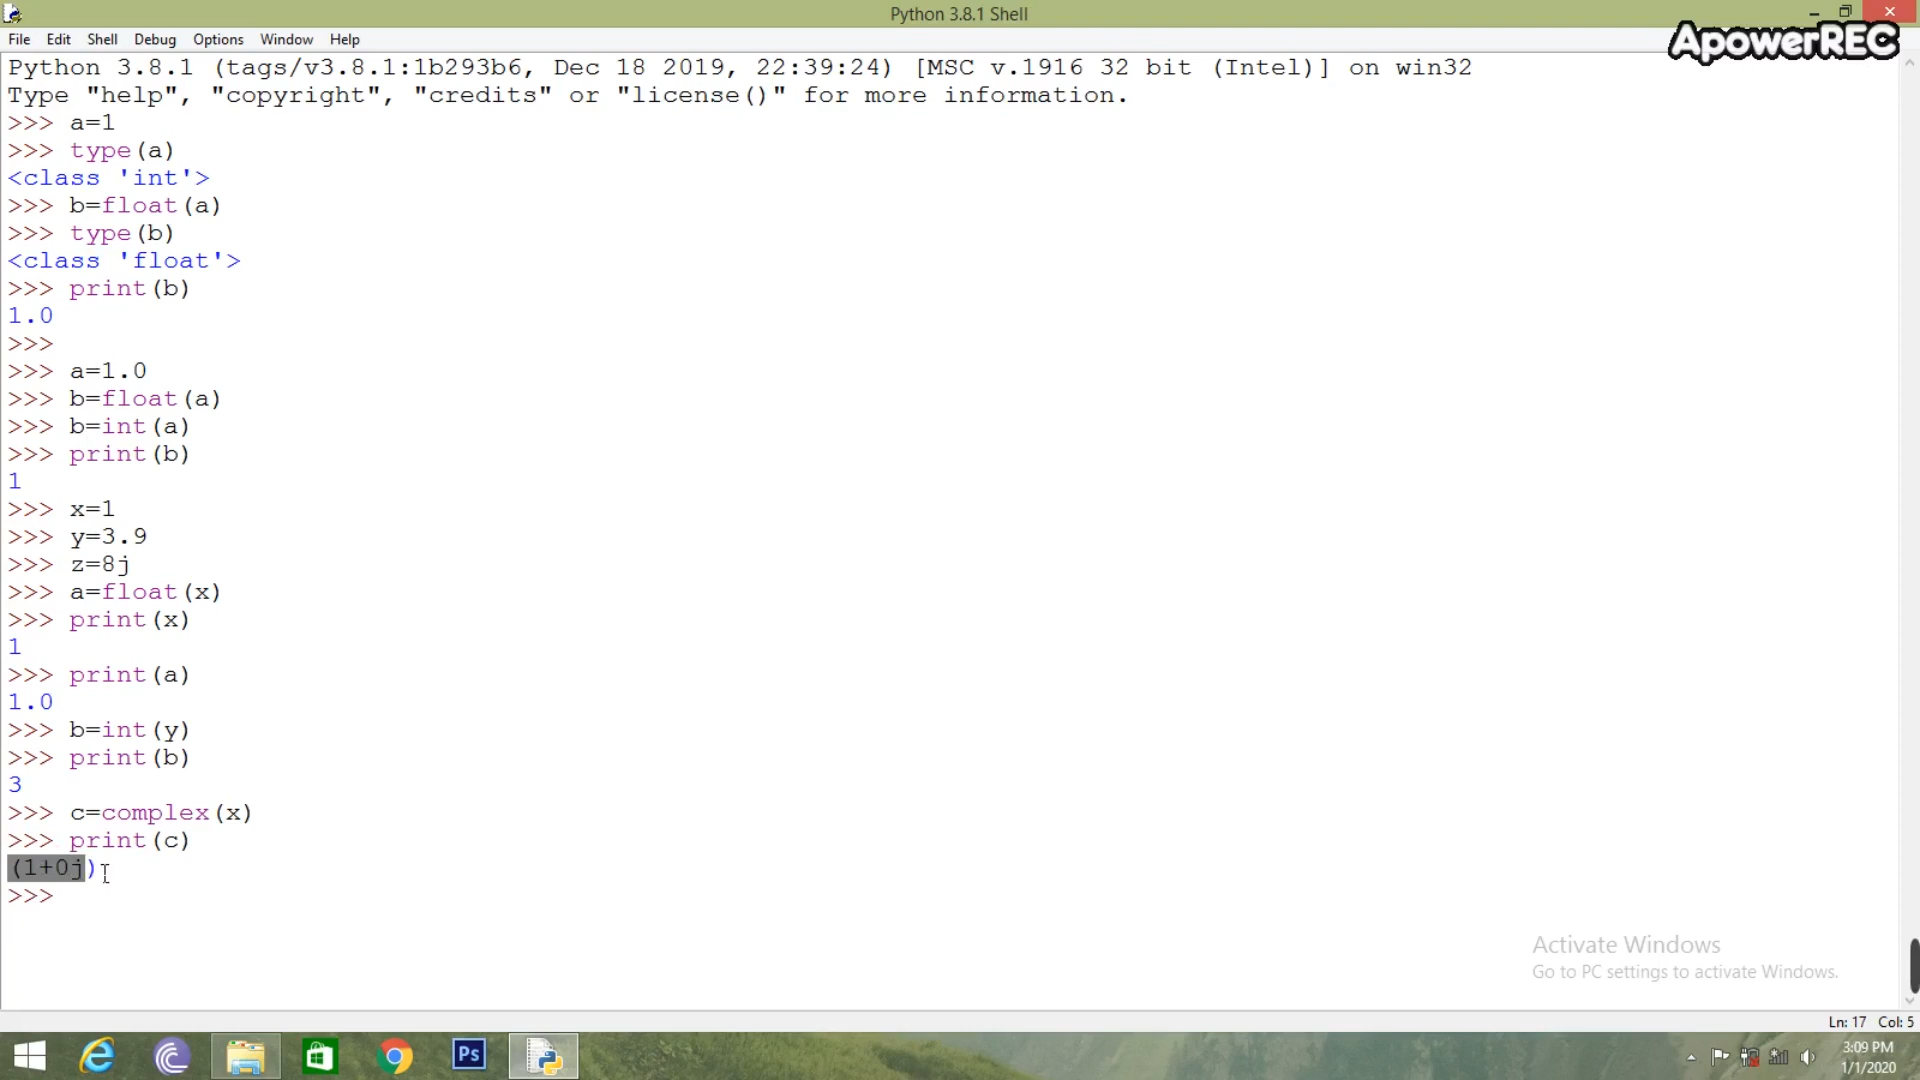 Python 3.8.1 Shell
File Edit Shell Debug Options Window Help
ApowerREC
Python 3.8.1 (tags/v3.8.1:1b293b6, Dec 18 2019, 22:39:24) [MSC v.1916 32 bit (Intel)] on win32
Type "help", "copyright", "credits" or "license()" for more information.
>>> a=1
>>> type(a)
<class 'int'>
>>> b=float(a)
>>> type(b)
<class 'float'>
>>> print(b)
1.0
>>>
>>> a=1.0
>>> b=float(a)
>>> b=int(a)
>>> print(b)
1
>>> x=1
>>> y=3.9
>>> z=8j
>>> a=float(x)
>>> print(x)
1
>>> print(a)
1.0
>>> b=int(y)
>>> print(b)
3
>>> c=complex(x)
>>> print(c)
(1+0j)
>>>
Activate Windows
Go to PC settings to activate Windows.
Ln: 17 Col: 5
Ps
3:09 PM
1/1/2020